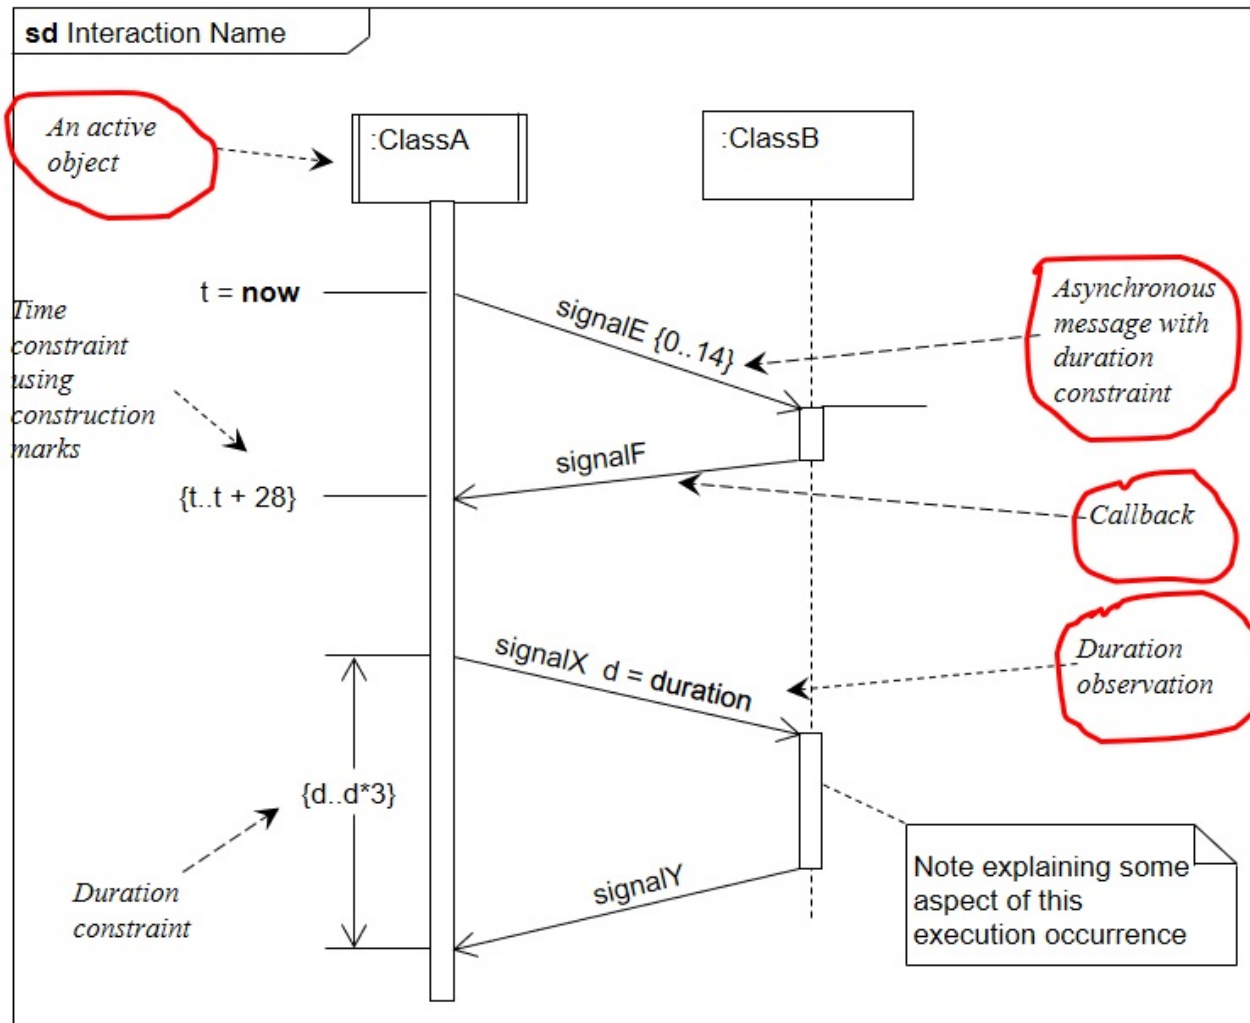 sd Interaction Name
An active
object
:ClassA
:ClassB
t = now
signalE {0..14}
Asynchronous
message with
duration
constraint
Time
constraint
using
construction
marks
signalF
{t..t + 28}
Callback
signalX d = duration
Duration
observation
{d..d*3}
Duration
constraint
signalY
Note explaining some
aspect of this
execution occurrence